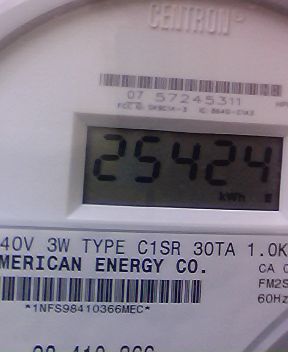 CENTRON®
07 57245311
25424
kWh
40V 3W TYPE C1SR 30TA 1.0K
MERICAN ENERGY CO.
CA 0
FM2S
*1NFS98410366MEC*
60Hz